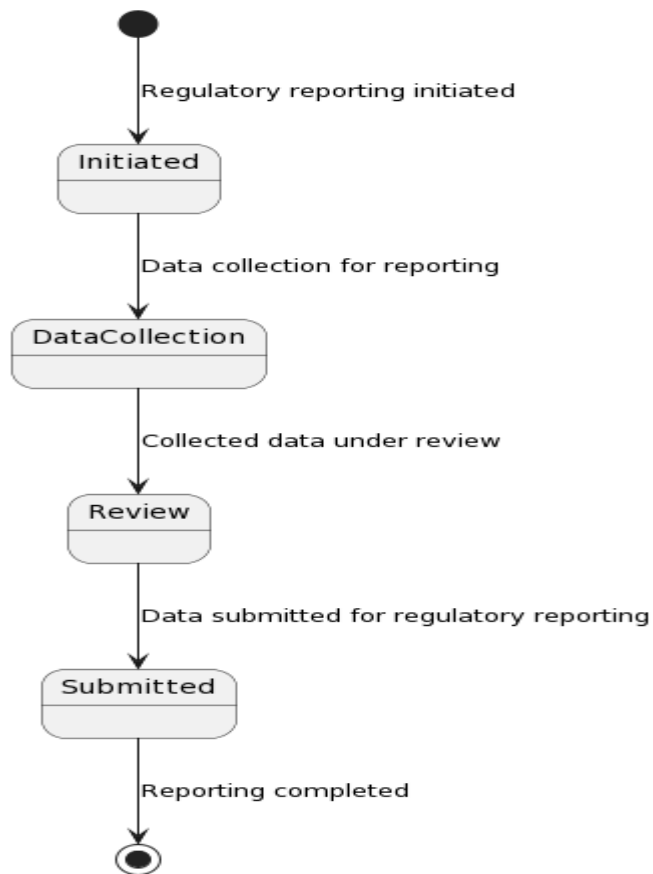 Regulatory reporting initiated
Initiated
Data collection for reporting
DataCollection
Collected data under review
Review
Data submitted for regulatory reporting
Submitted
Reporting completed